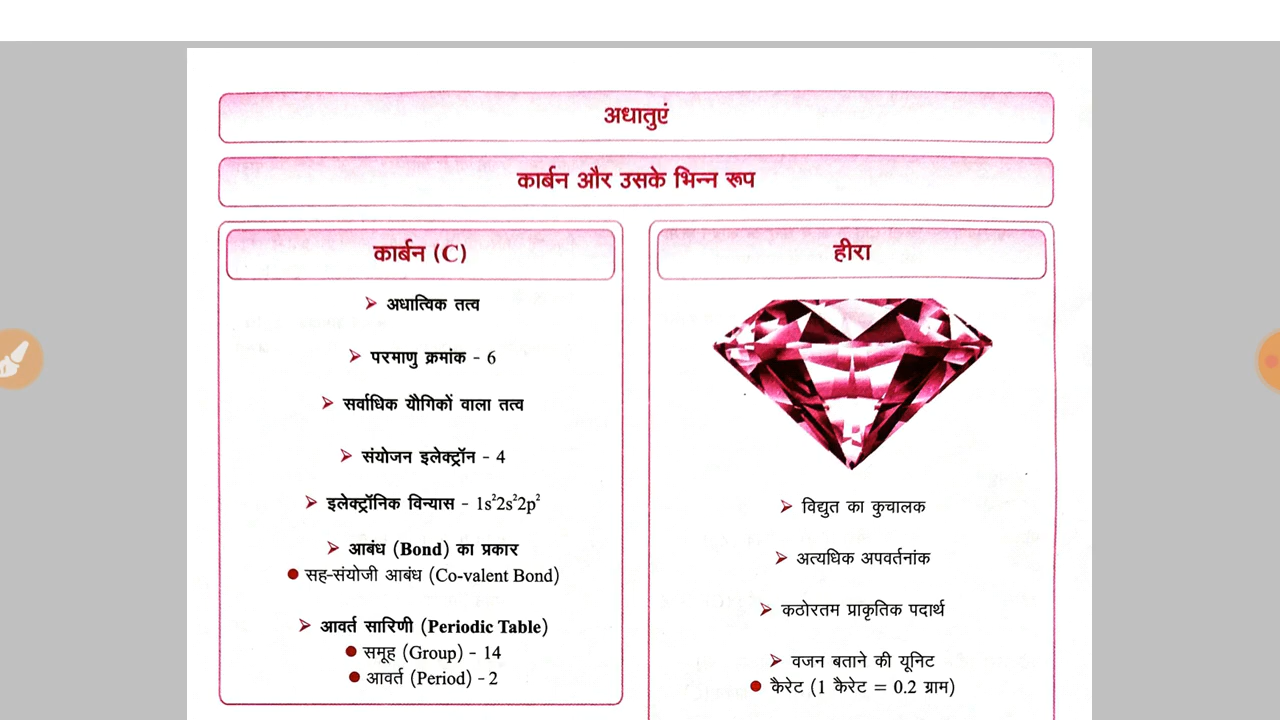 अधातुएं
कार्बन और उसके भिन्न रूप
कार्बन (C)
➢ अधात्विक तत्व
➢ परमाणु क्रमांक - 6
➢ सर्वाधिक यौगिकों वाला तत्व
➢ संयोजन इलेक्ट्रॉन - 4
➢ इलेक्ट्रॉनिक विन्यास - 1s²2s²2p²
➢ आबंध (Bond) का प्रकार
● सह-संयोजी आबंध (Co-valent Bond)
➢ आवर्त सारिणी (Periodic Table)
● समूह (Group) - 14
● आवर्त (Period) - 2
हीरा
➢ विद्युत का कुचालक
➢ अत्यधिक अपवर्तनांक
➢ कठोरतम प्राकृतिक पदार्थ
➢ वजन बताने की यूनिट
● कैरेट (1 कैरेट = 0.2 ग्राम)